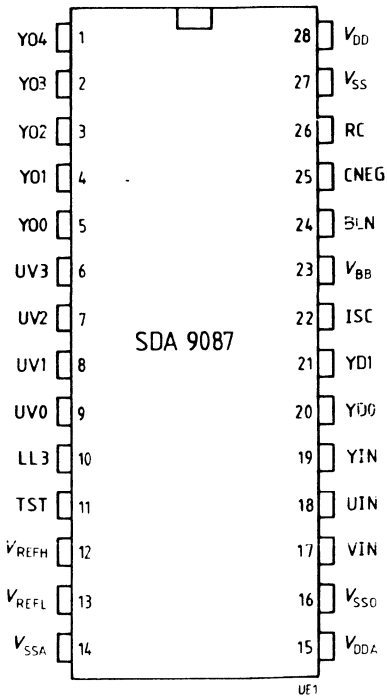 YO4 1 28 VDD
YO3 2 27 VSS
YO2 3 26 RC
YO1 4 25 CNEG
YO0 5 24 BLN
UV3 6 23 VBB
UV2 7 22 ISC
SDA 9087
UV1 8 21 YD1
UV0 9 20 YD0
LL3 10 19 YIN
TST 11 18 UIN
VREFH 12 17 VIN
VREFL 13 16 VSSO
VSSA 14 15 VDDA
UE1